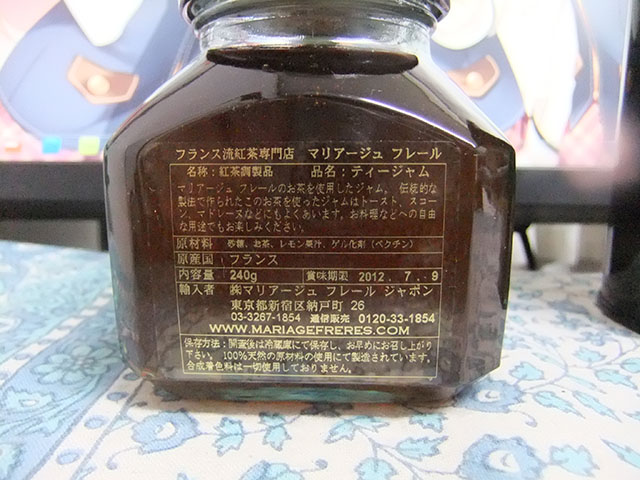 フランス流紅茶専門店 マリアージュ フレール
名称:紅茶調製品 品名:ティージャム
マリアージュ フレールのお茶を使用したジャム。伝統的な
製法で作られたこのお茶を使ったジャムはトースト、スコー
ン、マドレーヌなどにもよくあいます。お料理などへの自由
な用途でもお楽しみください。
原材料 砂糖、お茶、レモン果汁、ゲル化剤（ペクチン）
原産国 フランス
内容量 240g 賞味期限 2012.7.9
輸入者 ㈱マリアージュ フレール ジャポン
東京都新宿区納戸町 26
03-3267-1854 通信販売 0120-33-1854
WWW.MARIAGEFRERES.COM
保存方法:開蓋後は冷蔵庫にて保存し、お早めにお召し上がり
下さい。100%天然の原材料の使用にて製造されています。
合成着色料は一切使用しておりません。